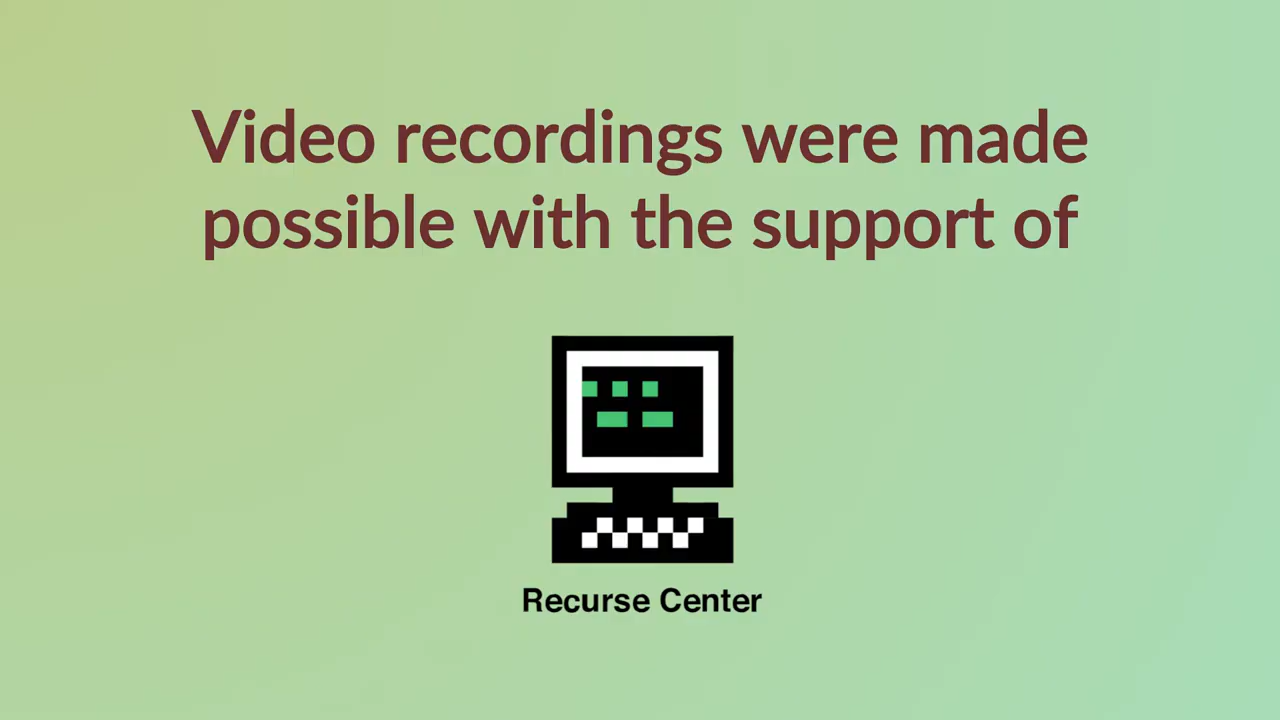 Video recordings were made
possible with the support of
Recurse Center